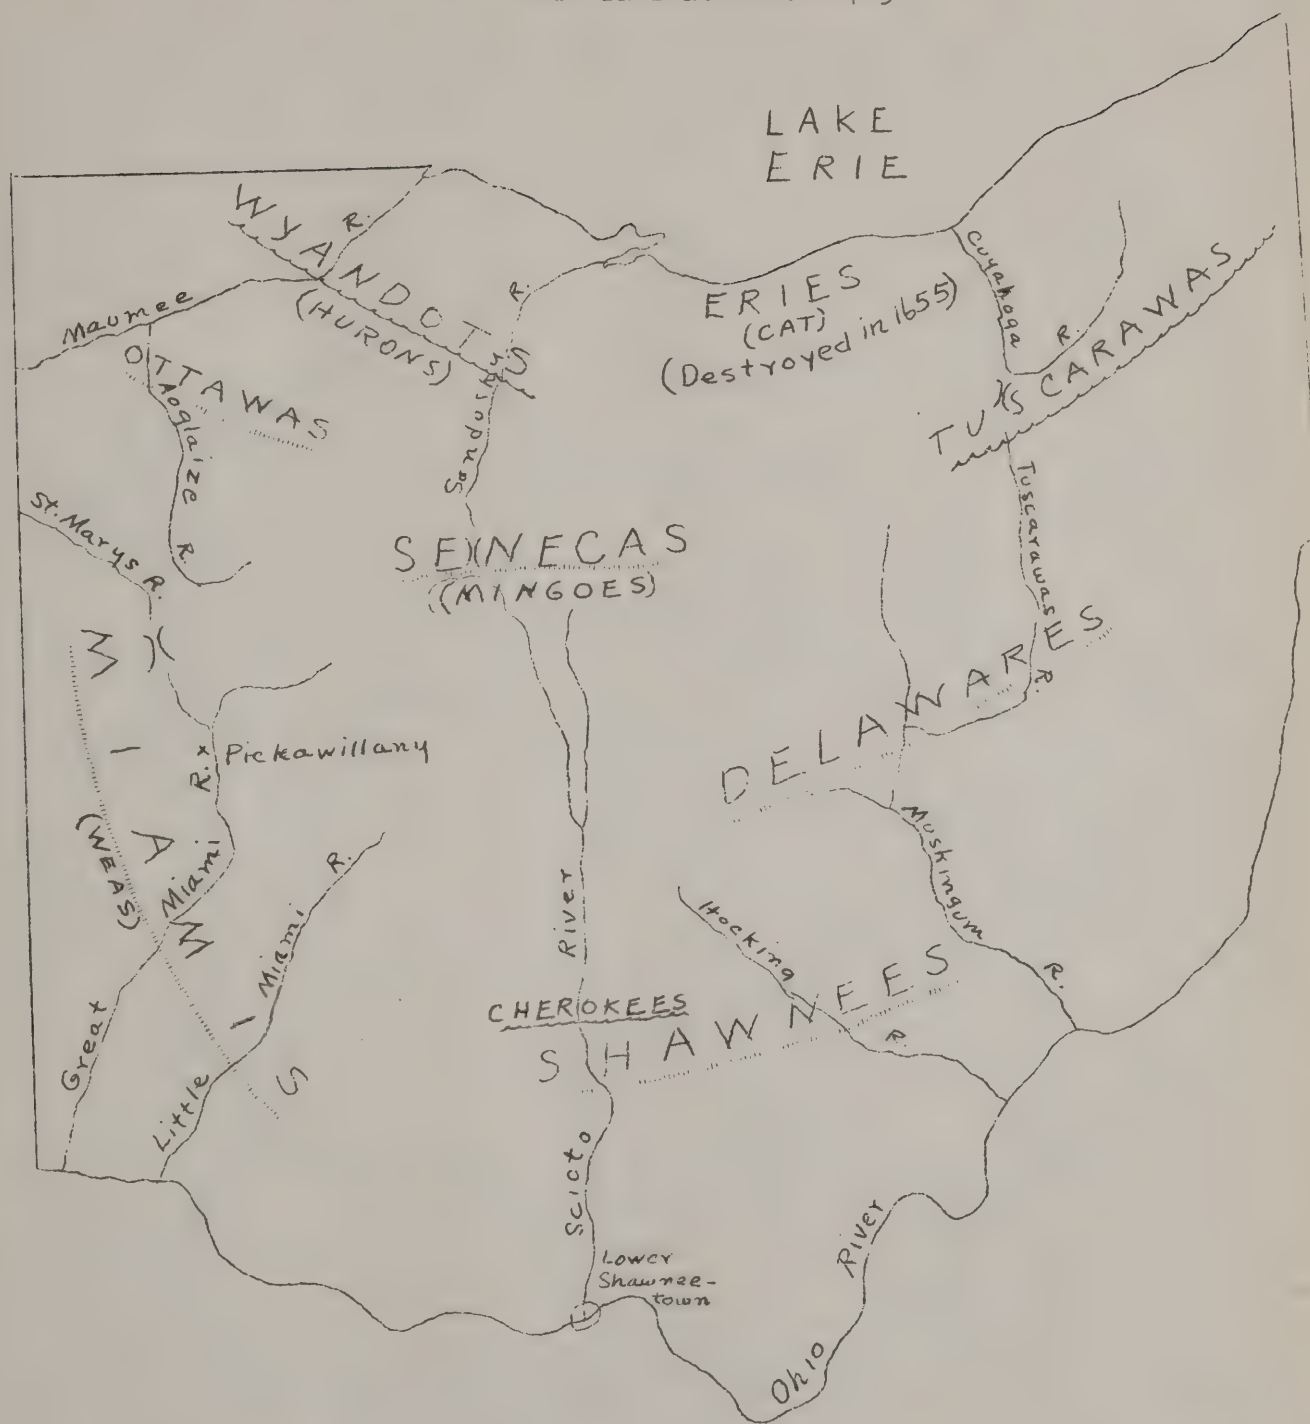 LAKE
ERIE
WYANDOTS
R.
(HURONS)
Maumee
R.
ERIES
(CAT)
(Destroyed in 1655)
Cuyahoga
R.
TUSCARAWAS
OTTAWAS
Aoglaize
R.
Sandusky
St. Marys R.
SENECAS
(MINGOES)
Tuscarawas
R.
MIAMIS
(WEAS)
Pickawillany
DELAWARES
Great Miami R.
Little Miami R.
Muskingum
R.
Hocking
R.
River
CHEROKEES
SHAWNEES
Scioto
Lower
Shawnee-
town
Ohio River